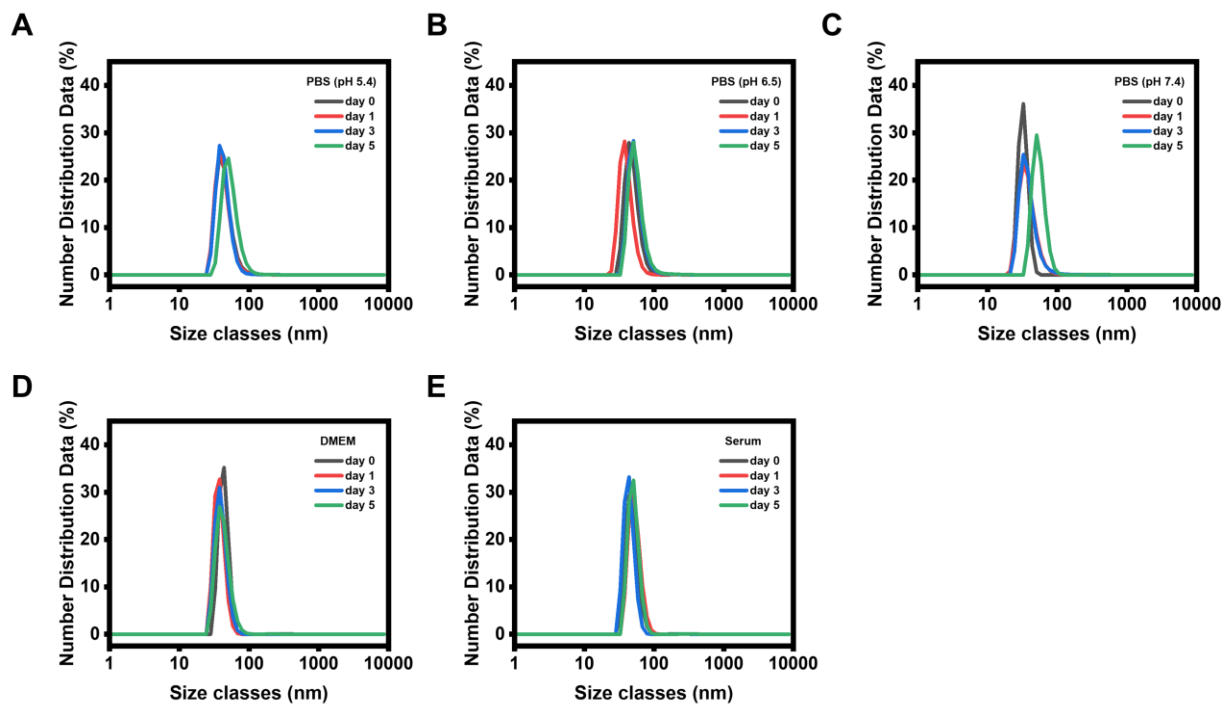 A
PBS (pH 5.4)
day 0
day 1
day 3
day 5
Number Distribution Data (%)
40
30
20
10
0
1 10 100 1000 10000
Size classes (nm)
B
PBS (pH 6.5)
day 0
day 1
day 3
day 5
Number Distribution Data (%)
40
30
20
10
0
1 10 100 1000 10000
Size classes (nm)
C
PBS (pH 7.4)
day 0
day 1
day 3
day 5
Number Distribution Data (%)
40
30
20
10
0
1 10 100 1000 10000
Size classes (nm)
D
DMEM
day 0
day 1
day 3
day 5
Number Distribution Data (%)
40
30
20
10
0
1 10 100 1000 10000
Size classes (nm)
E
Serum
day 0
day 1
day 3
day 5
Number Distribution Data (%)
40
30
20
10
0
1 10 100 1000 10000
Size classes (nm)